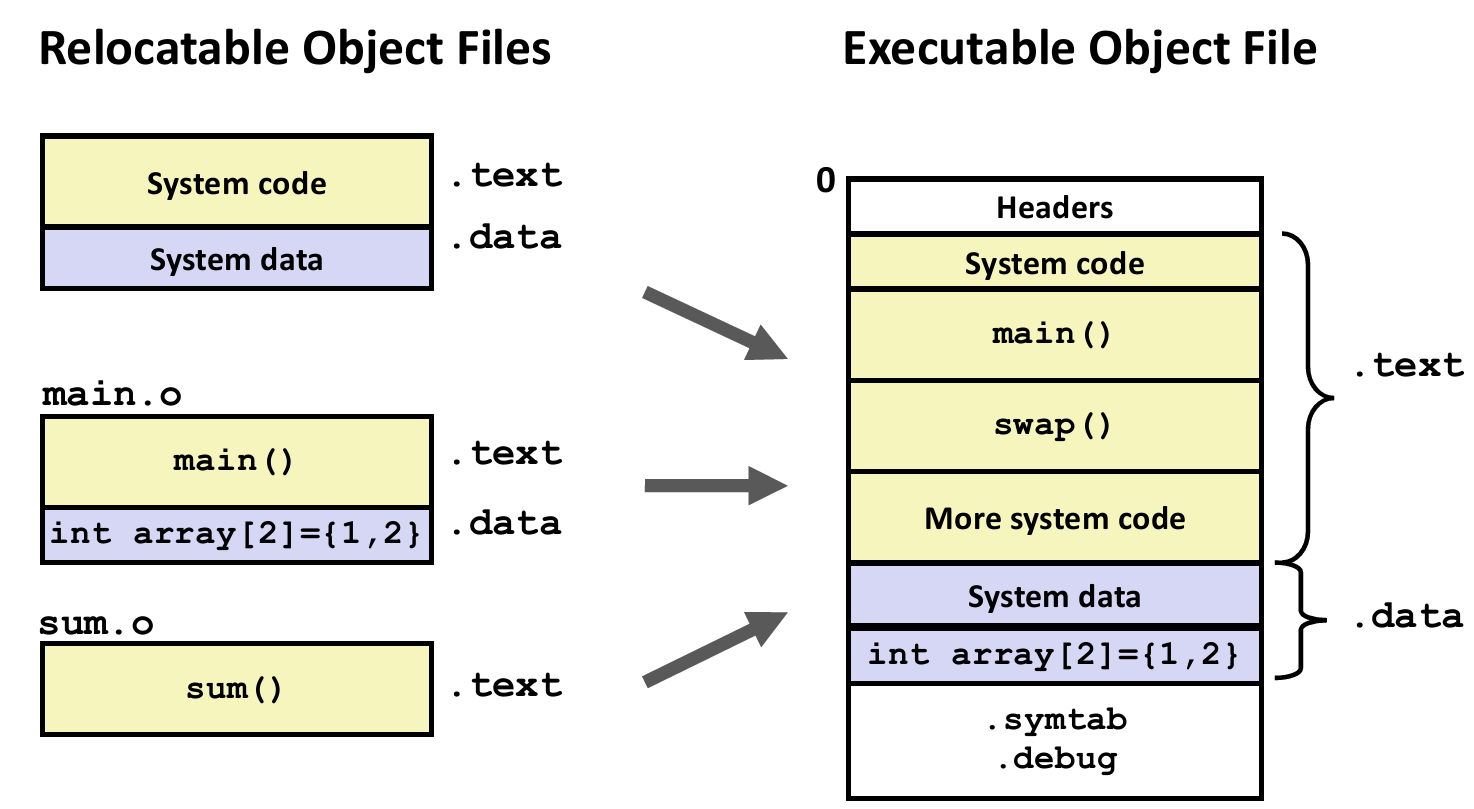 Relocatable Object Files
System code
.text
System data
.data
main.o
main()
.text
int array[2]={1,2}
.data
sum.o
sum()
.text
Executable Object File
0
Headers
System code
main()
swap()
More system code
.text
System data
int array[2]={1,2}
.data
.symtab
.debug